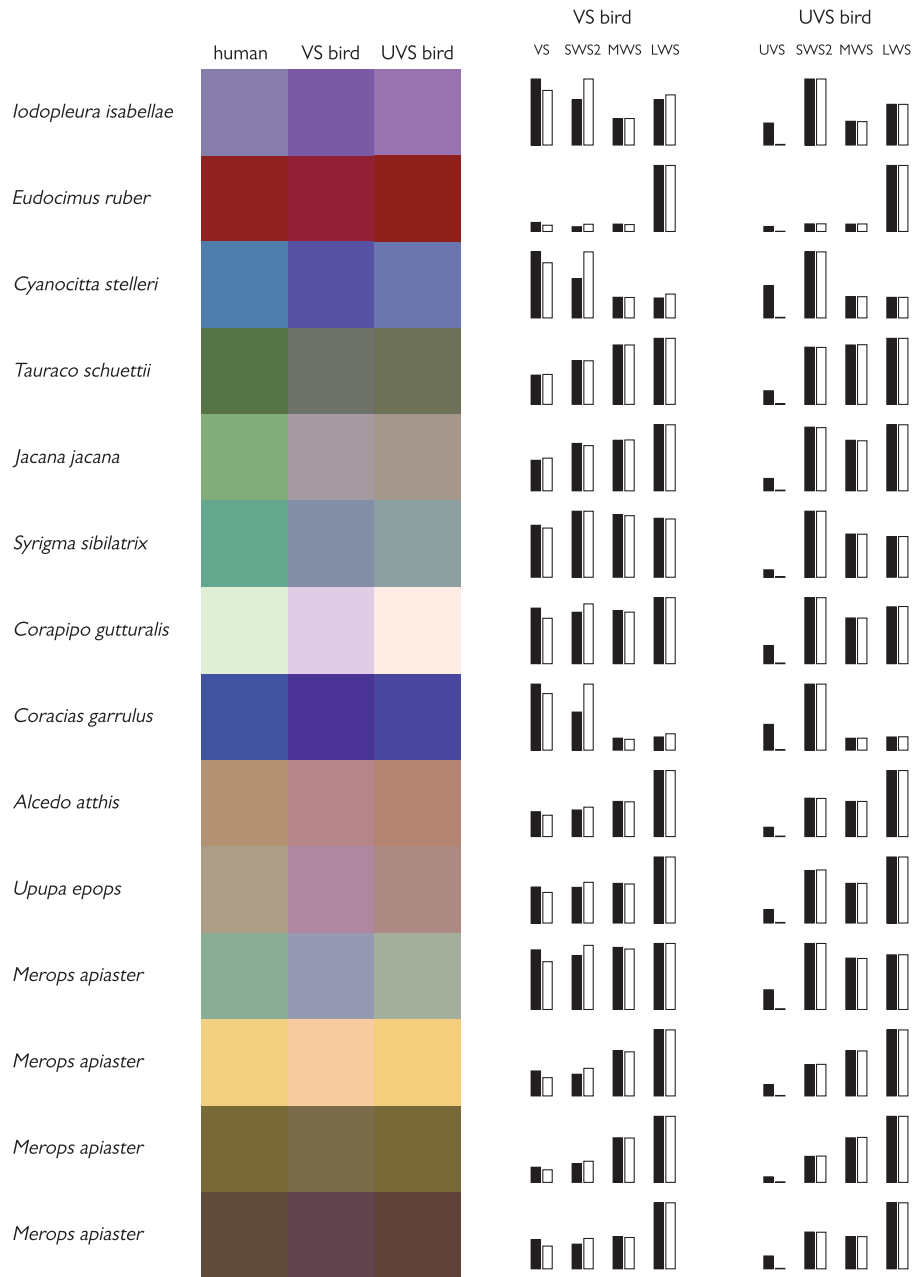 VS bird UVS bird
human VS bird UVS bird VS SWS2 MWS LWS UVS SWS2 MWS LWS
Iodopleura isabellae
Eudocimus ruber
Cyanocitta stelleri
Tauraco schuettii
Jacana jacana
Syrigma sibilatrix
Corapipo gutturalis
Coracias garrulus
Alcedo atthis
Upupa epops
Merops apiaster
Merops apiaster
Merops apiaster
Merops apiaster